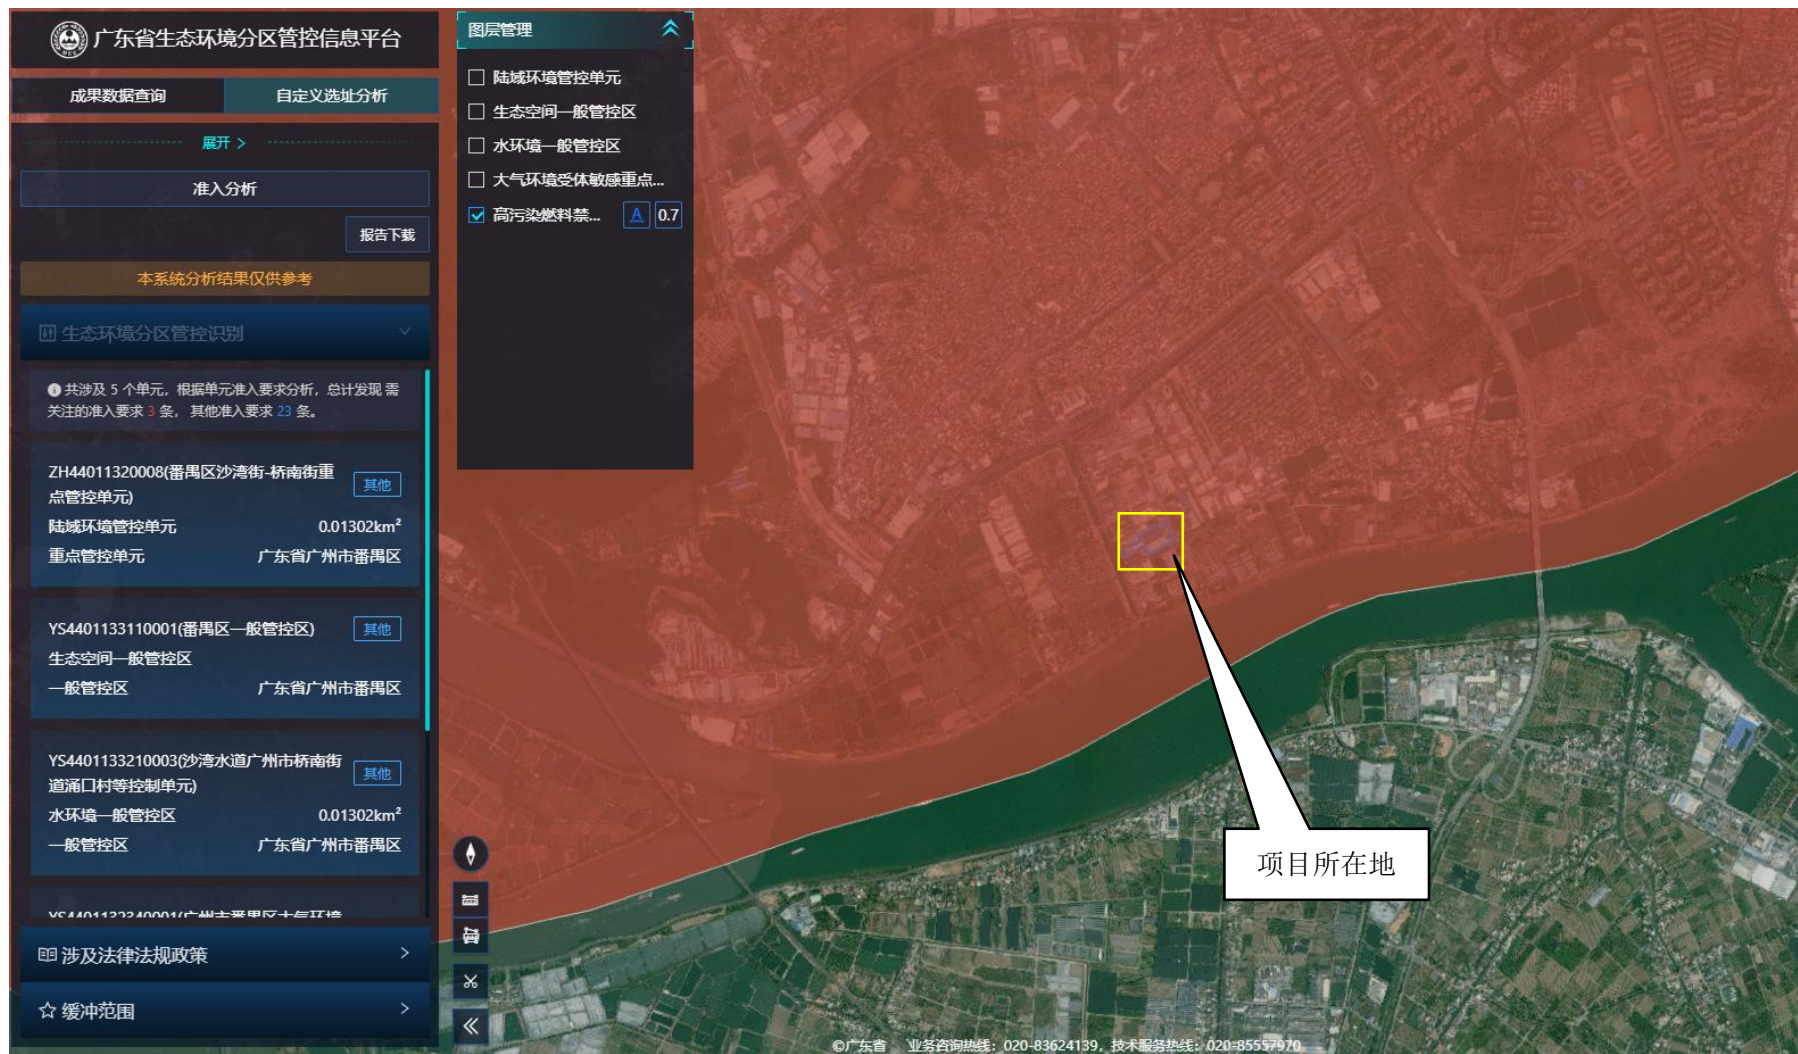 广东省生态环境分区管控信息平台
成果数据查询
自定义选址分析
展开 >
准入分析
报告下载
本系统分析结果仅供参考
生态环境分区管控识别
共涉及 5 个单元，根据单元准入要求分析，总计发现 需
关注的准入要求 3 条， 其他准入要求 23 条。
ZH44011320008(番禺区沙湾街-桥南街重
点管控单元)
其他
陆域环境管控单元 0.01302km²
重点管控单元 广东省广州市番禺区
YS4401133110001(番禺区一般管控区)
其他
生态空间一般管控区
一般管控区 广东省广州市番禺区
YS4401133210003(沙湾水道广州市桥南街
道涌口村等控制单元)
其他
水环境一般管控区 0.01302km²
一般管控区 广东省广州市番禺区
YS4401132340001(广州市番禺区大气环境
涉及法律法规政策
缓冲范围
图层管理
陆域环境管控单元
生态空间一般管控区
水环境一般管控区
大气环境受体敏感重点...
高污染燃料禁... A 0.7
项目所在地
©广东省 业务咨询热线：020-83624139，技术服务热线：020-85557970